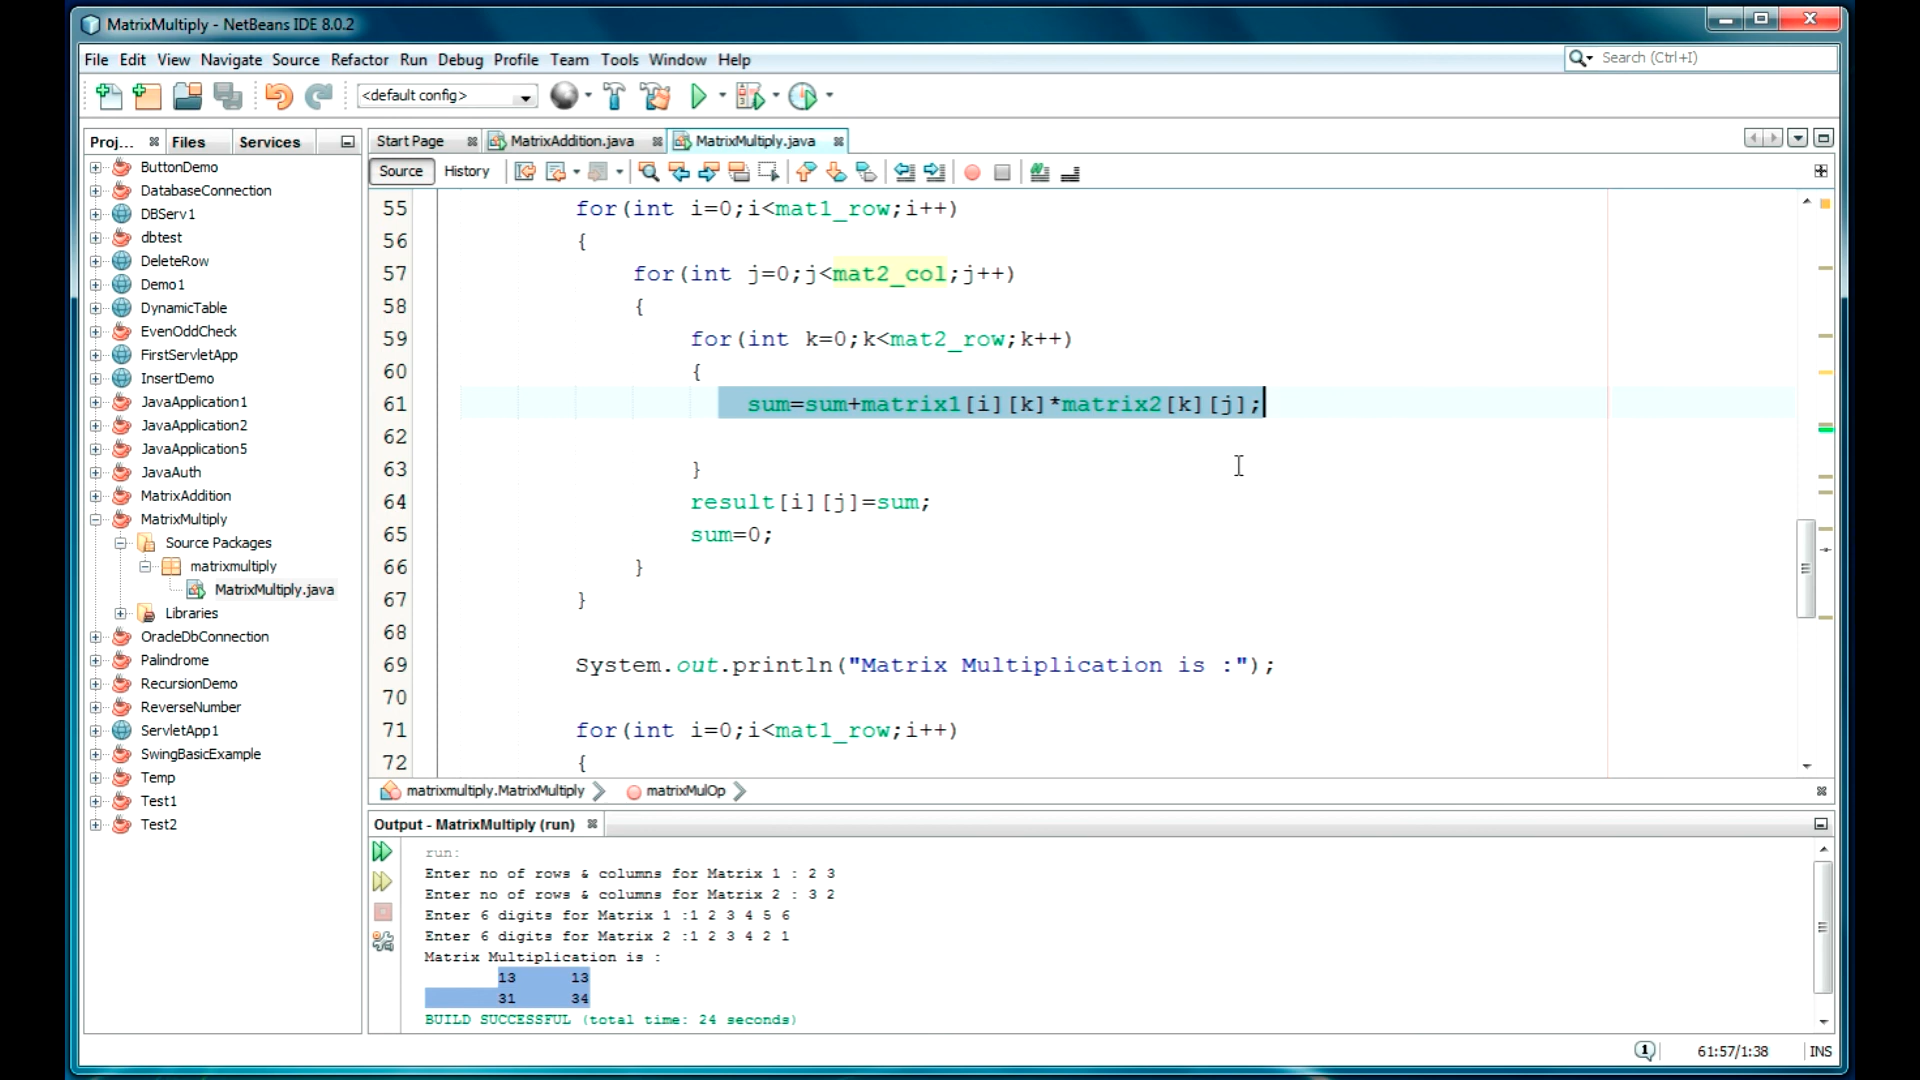 MatrixMultiply - NetBeans IDE 8.0.2
File Edit View Navigate Source Refactor Run Debug Profile Team Tools Window Help
Search (Ctrl+I)
<default config>
Proj... Files Services
Start Page MatrixAddition.java MatrixMultiply.java
Source History
ButtonDemo
DatabaseConnection
DBServ1
dbtest
DeleteRow
Demo1
DynamicTable
EvenOddCheck
FirstServletApp
InsertDemo
JavaApplication1
JavaApplication2
JavaApplication5
JavaAuth
MatrixAddition
MatrixMultiply
Source Packages
matrixmultiply
MatrixMultiply.java
Libraries
OracleDbConnection
Palindrome
RecursionDemo
ReverseNumber
ServletApp1
SwingBasicExample
Temp
Test1
Test2
55 for(int i=0;i<mat1_row;i++)
56 {
57 for(int j=0;j<mat2_col;j++)
58 {
59 for(int k=0;k<mat2_row;k++)
60 {
61 sum=sum+matrix1[i][k]*matrix2[k][j];
62
63 }
64 result[i][j]=sum;
65 sum=0;
66 }
67 }
68
69 System.out.println("Matrix Multiplication is :");
70
71 for(int i=0;i<mat1_row;i++)
72 {
matrixmultiply.MatrixMultiply matrixMulOp
Output - MatrixMultiply (run)
run:
Enter no of rows & columns for Matrix 1 : 2 3
Enter no of rows & columns for Matrix 2 : 3 2
Enter 6 digits for Matrix 1 :1 2 3 4 5 6
Enter 6 digits for Matrix 2 :1 2 3 4 2 1
Matrix Multiplication is :
13 13
31 34
BUILD SUCCESSFUL (total time: 24 seconds)
1 61:57/1:38 INS